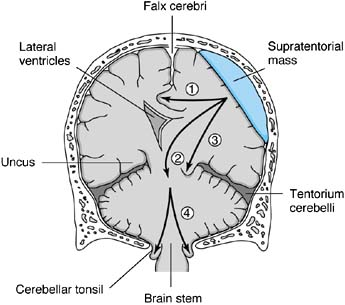 Falx cerebri
Lateral
ventricles
Supratentorial
mass
1
3
Uncus
2
Tentorium
cerebelli
4
Cerebellar tonsil
Brain stem